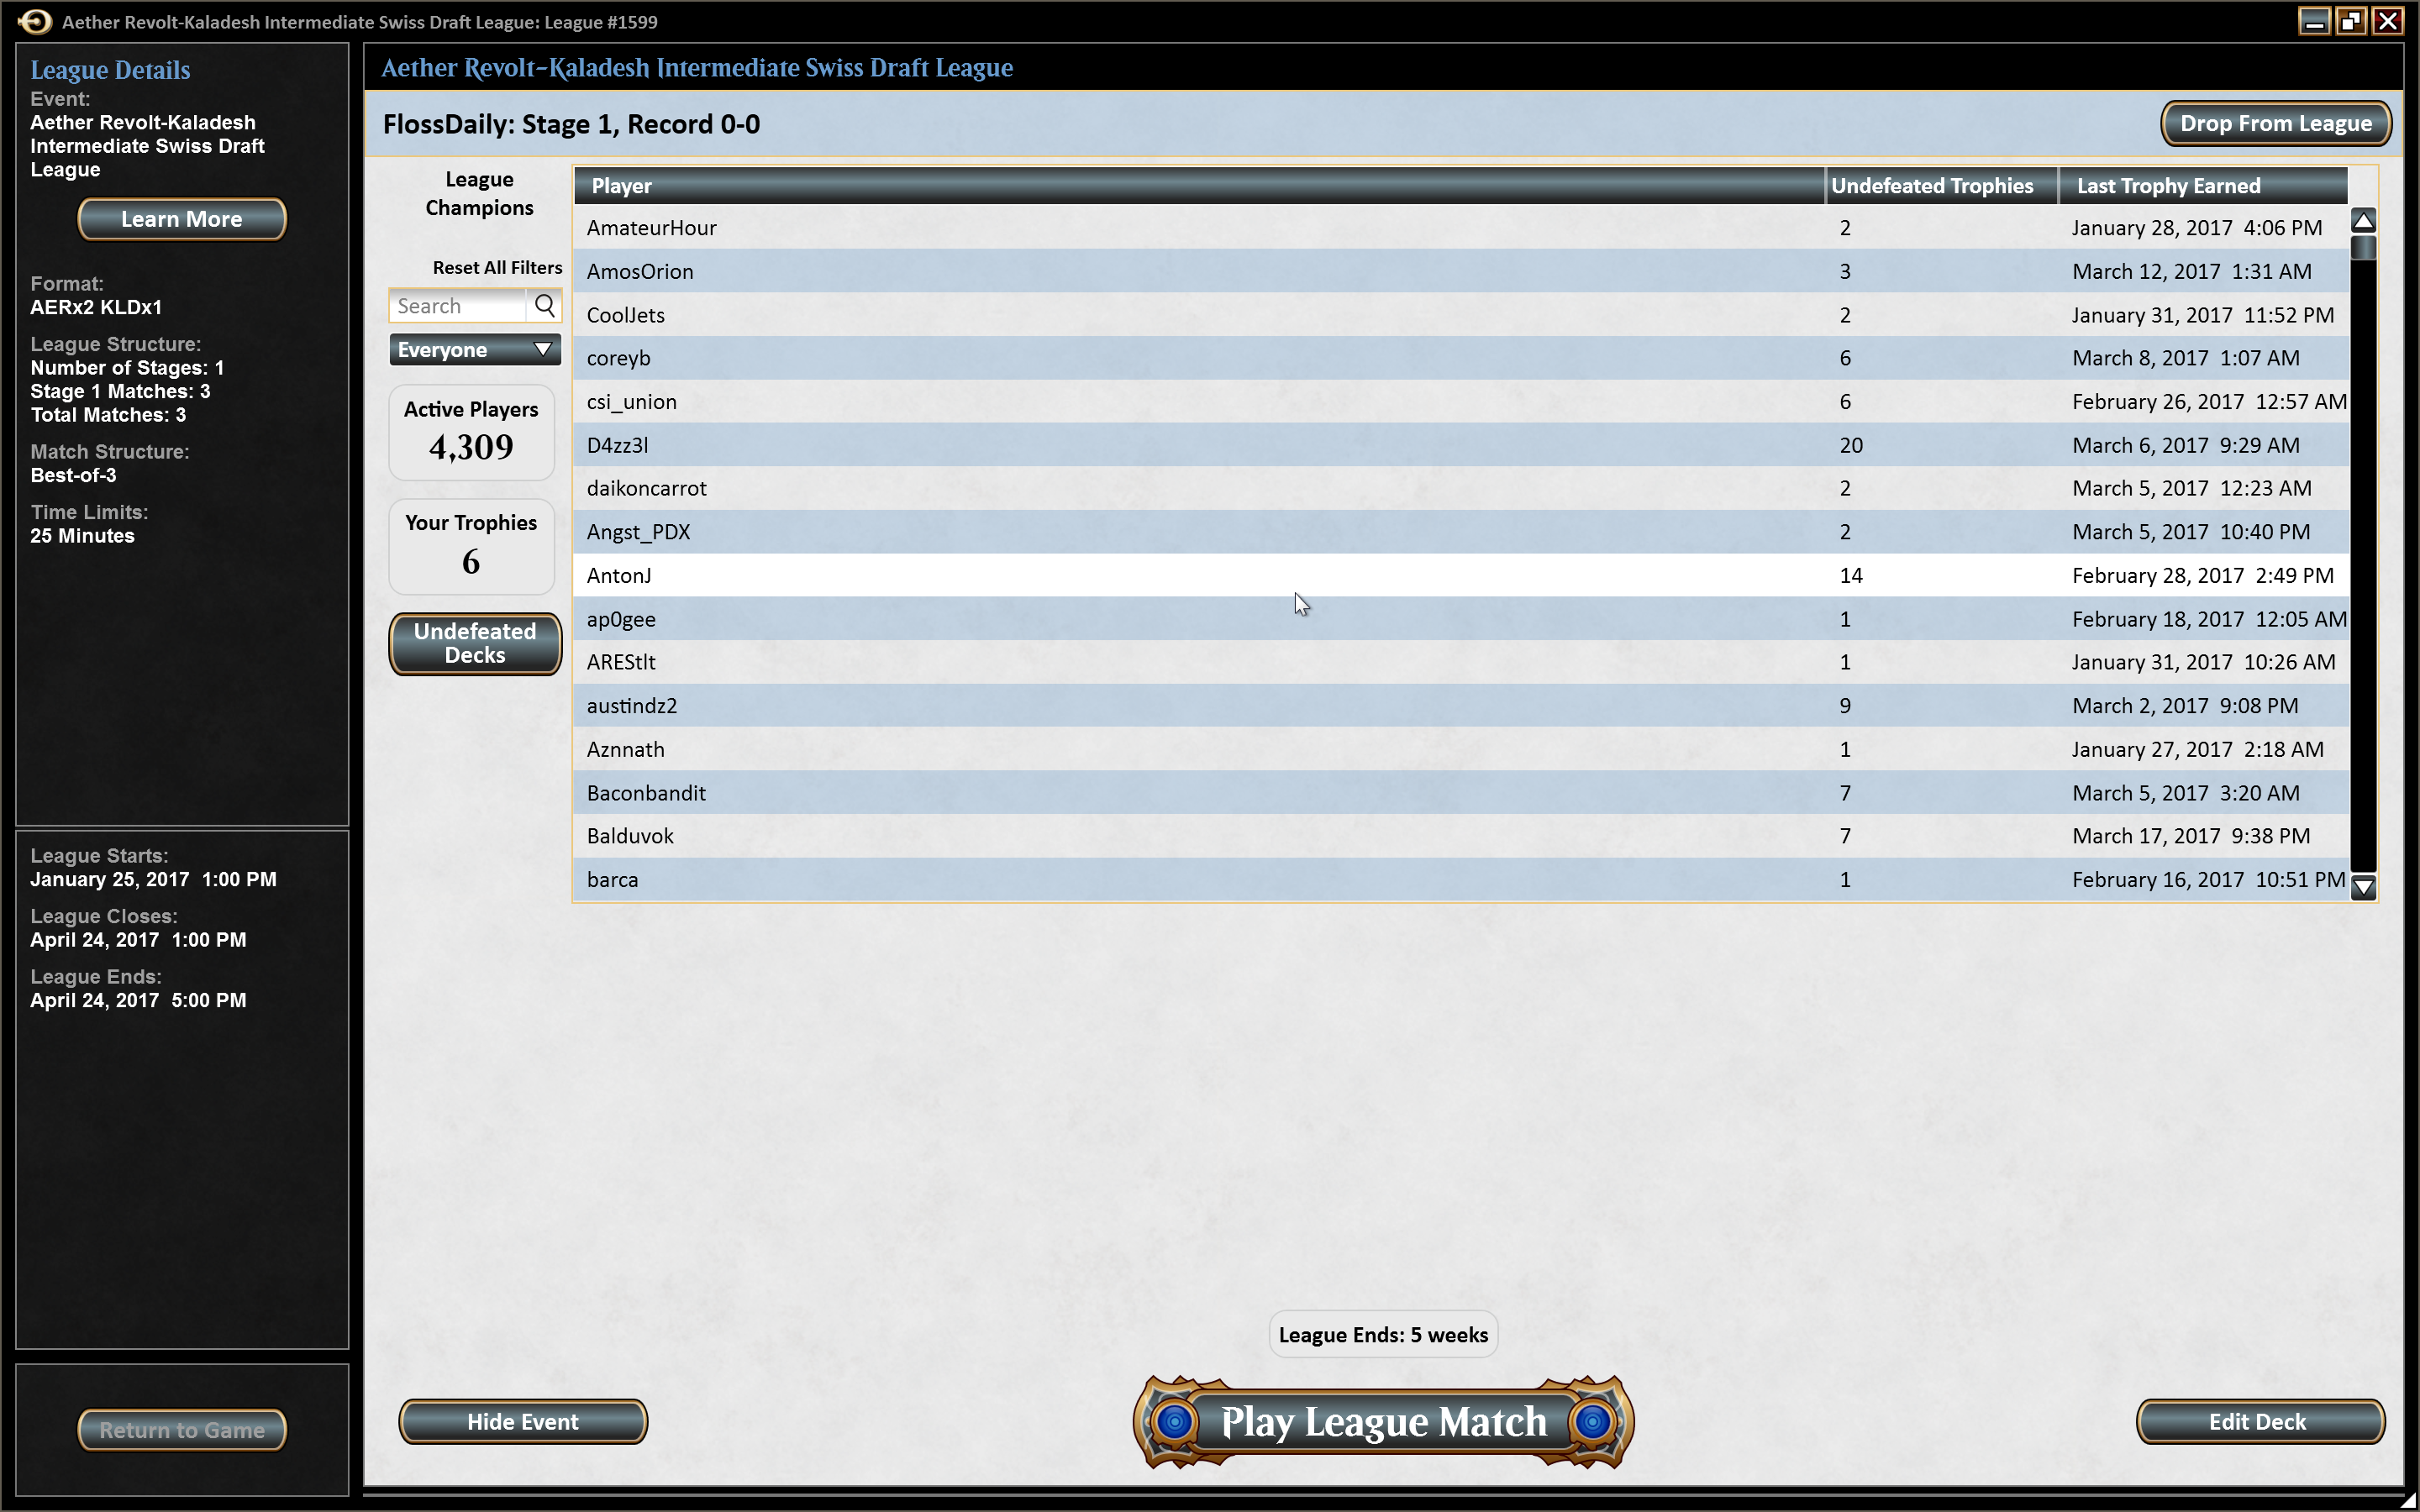 Aether Revolt-Kaladesh Intermediate Swiss Draft League: League #1599
League Details
Event:
Aether Revolt-Kaladesh
Intermediate Swiss Draft
League
Learn More
Format:
AERx2 KLDx1
League Structure:
Number of Stages: 1
Stage 1 Matches: 3
Total Matches: 3
Match Structure:
Best-of-3
Time Limits:
25 Minutes
League Starts:
January 25, 2017 1:00 PM
League Closes:
April 24, 2017 1:00 PM
League Ends:
April 24, 2017 5:00 PM
Return to Game
Aether Revolt-Kaladesh Intermediate Swiss Draft League
FlossDaily: Stage 1, Record 0-0
Drop From League
League
Champions
Reset All Filters
Search
Everyone
Active Players
4,309
Your Trophies
6
Undefeated
Decks
Player Undefeated Trophies Last Trophy Earned
AmateurHour 2 January 28, 2017 4:06 PM
AmosOrion 3 March 12, 2017 1:31 AM
CoolJets 2 January 31, 2017 11:52 PM
coreyb 6 March 8, 2017 1:07 AM
csi_union 6 February 26, 2017 12:57 AM
D4zz3l 20 March 6, 2017 9:29 AM
daikoncarrot 2 March 5, 2017 12:23 AM
Angst_PDX 2 March 5, 2017 10:40 PM
AntonJ 14 February 28, 2017 2:49 PM
ap0gee 1 February 18, 2017 12:05 AM
AREStlt 1 January 31, 2017 10:26 AM
austindz2 9 March 2, 2017 9:08 PM
Aznnath 1 January 27, 2017 2:18 AM
Baconbandit 7 March 5, 2017 3:20 AM
Balduvok 7 March 17, 2017 9:38 PM
barca 1 February 16, 2017 10:51 PM
League Ends: 5 weeks
Hide Event
Play League Match
Edit Deck